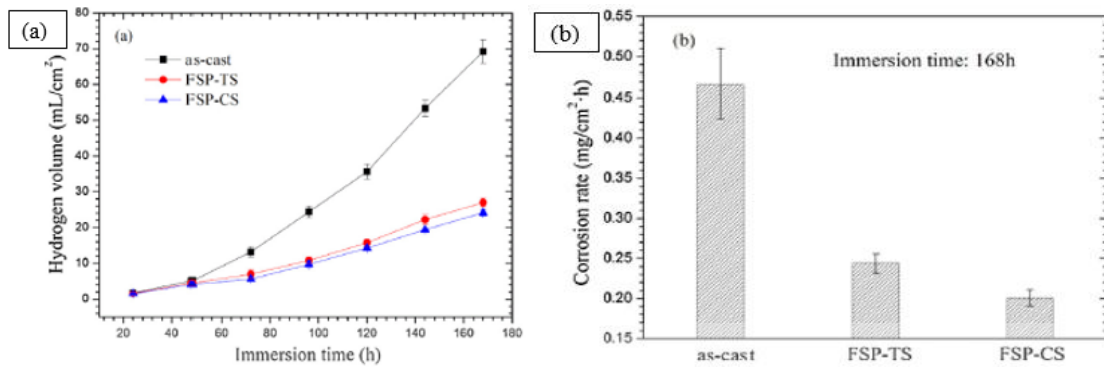 (a)
(a)
as-cast
FSP-TS
FSP-CS
Hydrogen volume (mL/cm²)
80
70
60
50
40
30
20
10
0
20 40 60 80 100 120 140 160 180
Immersion time (h)
(b)
(b)
Immersion time: 168h
Corrosion rate (mg/cm²·h)
0.55
0.50
0.45
0.40
0.35
0.30
0.25
0.20
0.15
as-cast FSP-TS FSP-CS